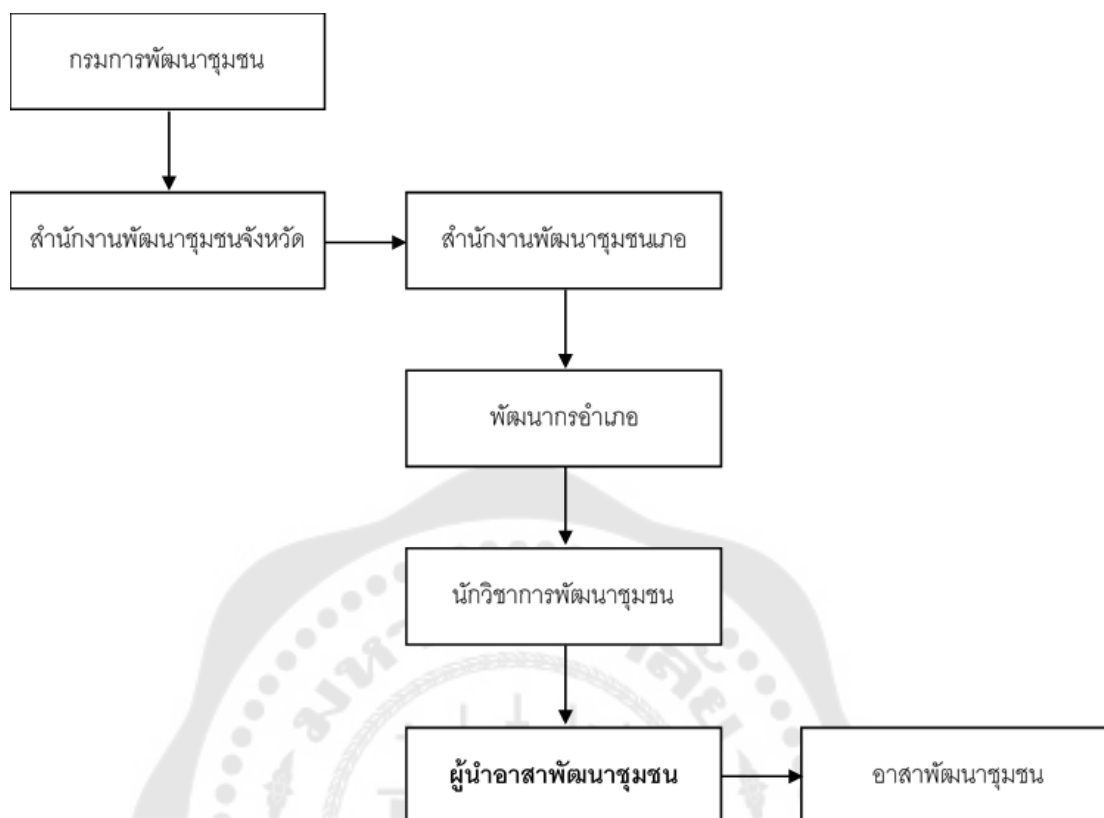 กรมการพัฒนาชุมชน
สำนักงานพัฒนาชุมชนจังหวัด
สำนักงานพัฒนาชุมชนเภอ
พัฒนากรอำเภอ
นักวิชาการพัฒนาชุมชน
ผู้นำอาสาพัฒนาชุมชน
อาสาพัฒนาชุมชน